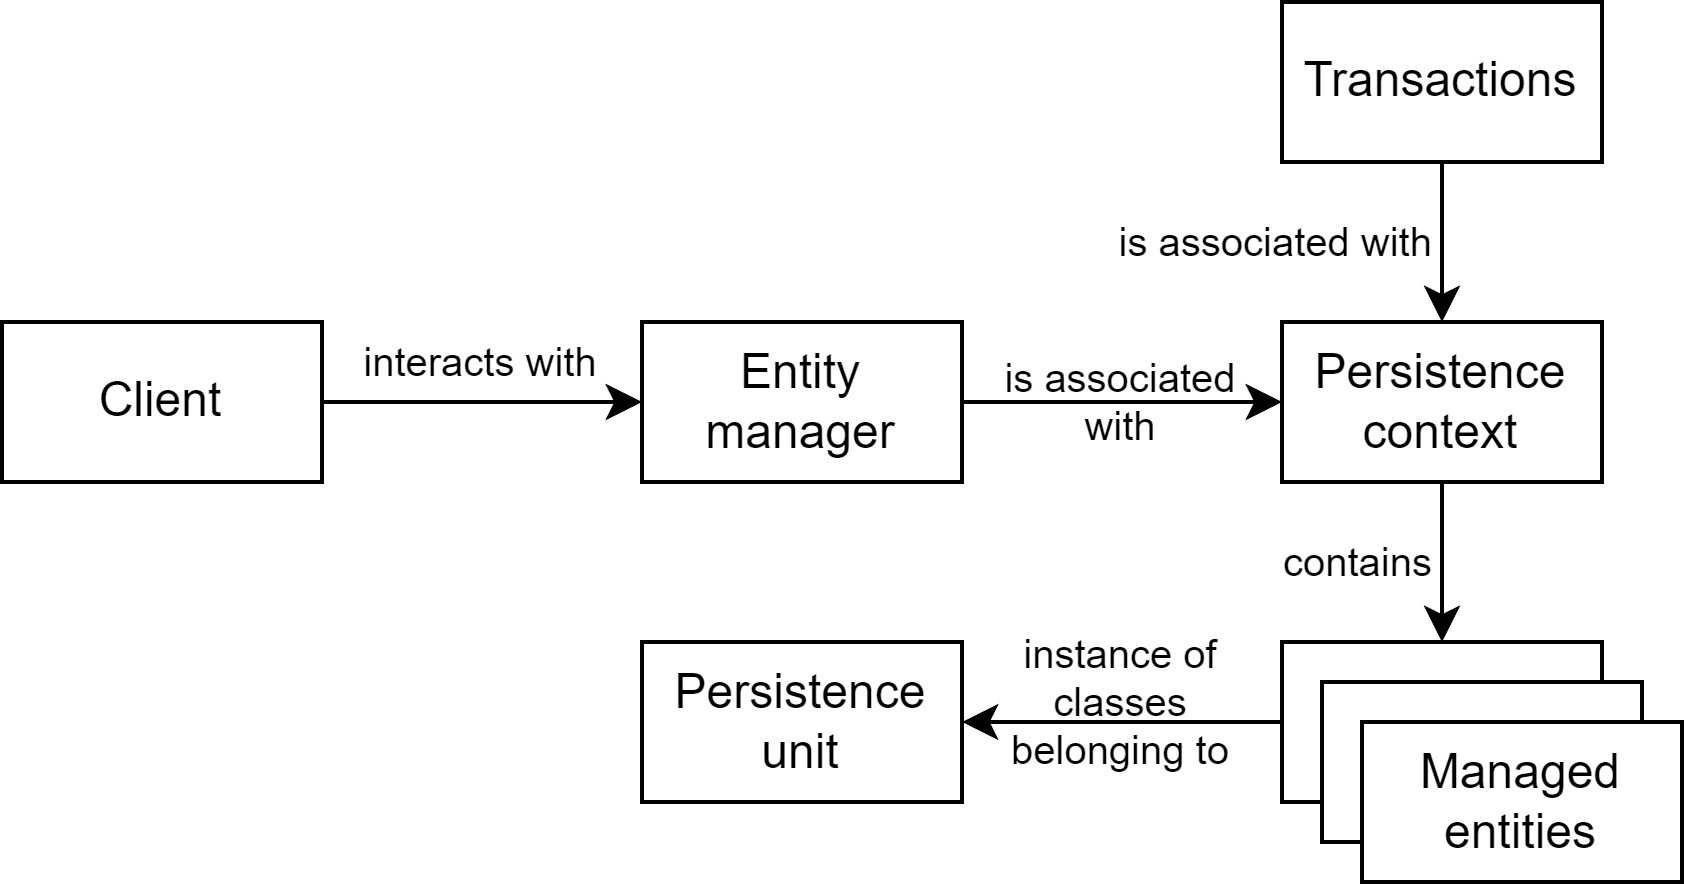 Transactions
is associated with
Client
interacts with
Entity
manager
is associated
with
Persistence
context
contains
Persistence
unit
instance of
classes
belonging to
Managed
entities